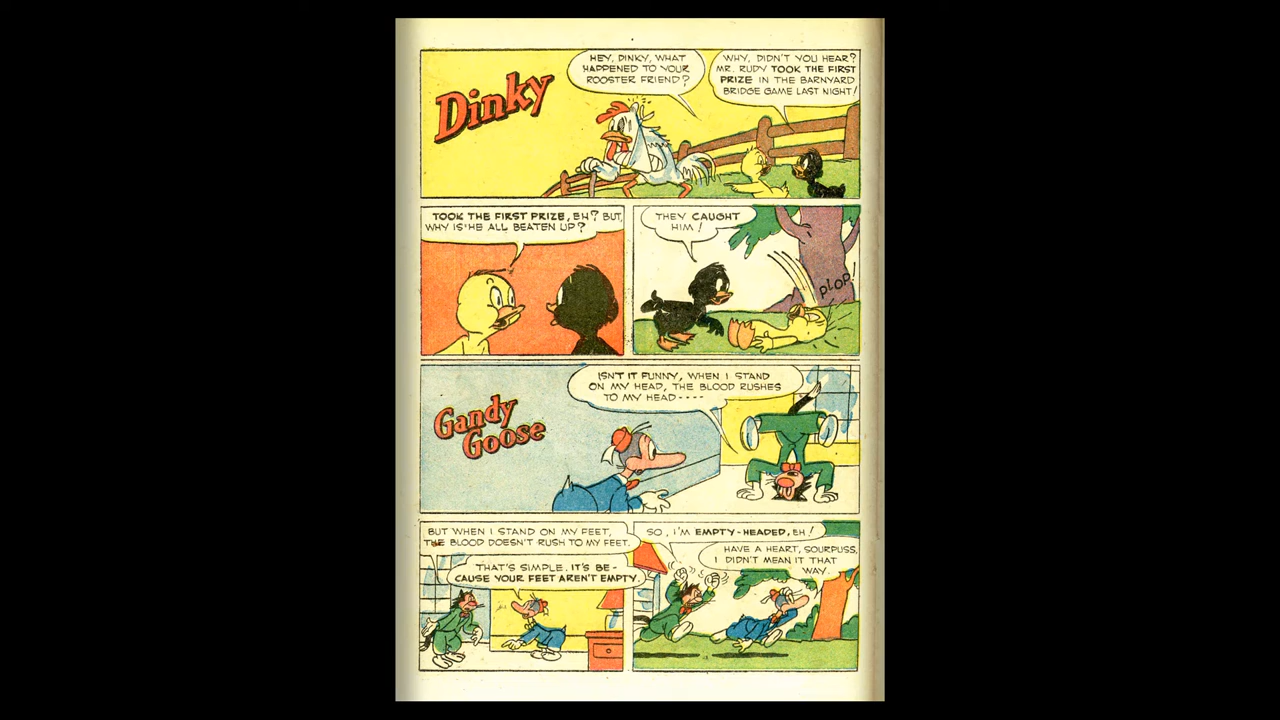 Dinky
HEY, DINKY, WHAT
HAPPENED TO YOUR
ROOSTER FRIEND?
WHY, DIDN'T YOU HEAR?
MR. RUDY TOOK THE FIRST
PRIZE IN THE BARNYARD
BRIDGE GAME LAST NIGHT!
TOOK THE FIRST PRIZE, EH? BUT,
WHY IS HE ALL BEATEN UP?
THEY CAUGHT
HIM!
PLOP!
Gandy
Goose
ISN'T IT FUNNY, WHEN I STAND
ON MY HEAD, THE BLOOD RUSHES
TO MY HEAD----
BUT WHEN I STAND ON MY FEET,
THE BLOOD DOESN'T RUSH TO MY FEET.
THAT'S SIMPLE. IT'S BE-
CAUSE YOUR FEET AREN'T EMPTY.
SO, I'M EMPTY-HEADED, EH!
HAVE A HEART, SOURPUSS,
I DIDN'T MEAN IT THAT
WAY.